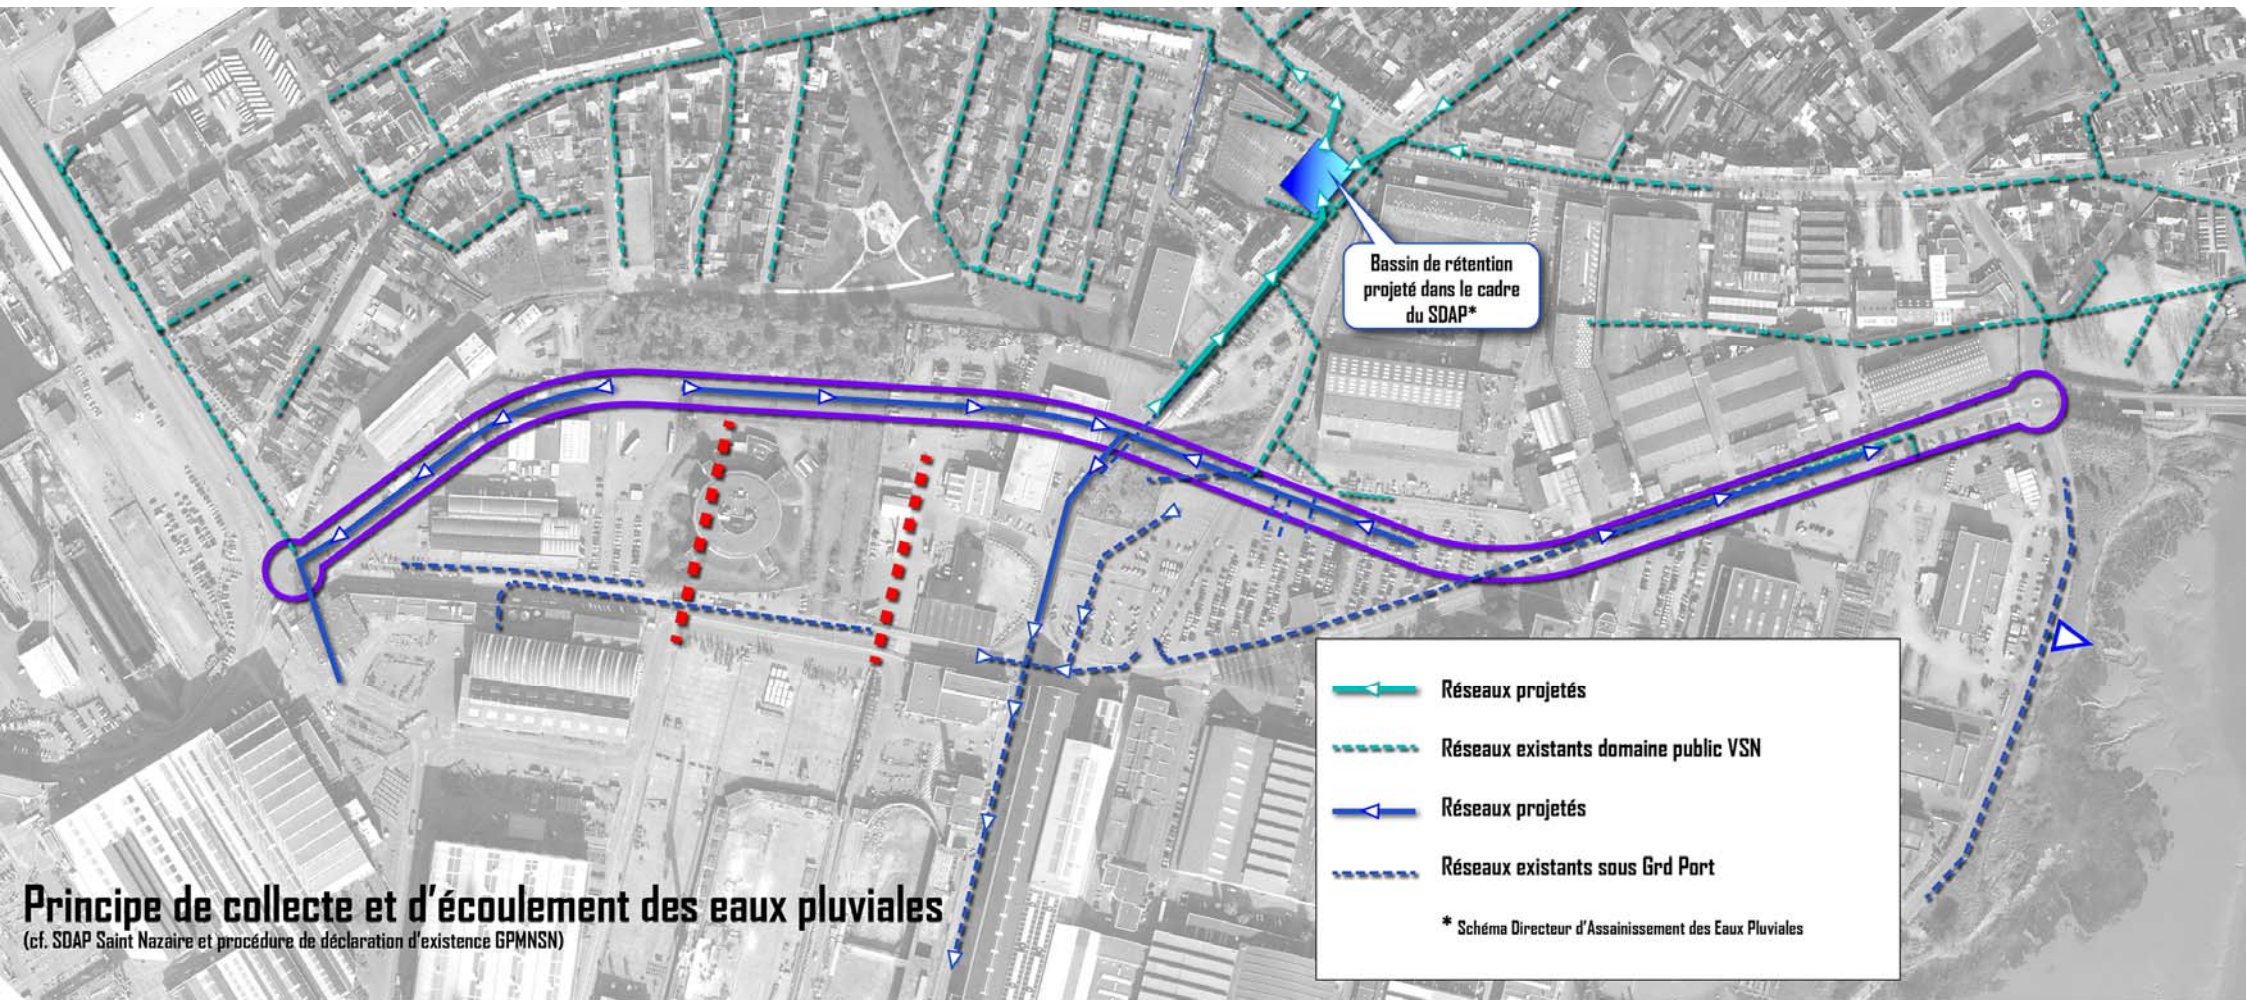 Bassin de rétention
projeté dans le cadre
du SDAP*
Réseaux projetés
Réseaux existants domaine public VSN
Réseaux projetés
Réseaux existants sous Grd Port
* Schéma Directeur d'Assainissement des Eaux Pluviales
Principe de collecte et d'écoulement des eaux pluviales
(cf. SDAP Saint Nazaire et procédure de déclaration d'existence GPMNSN)